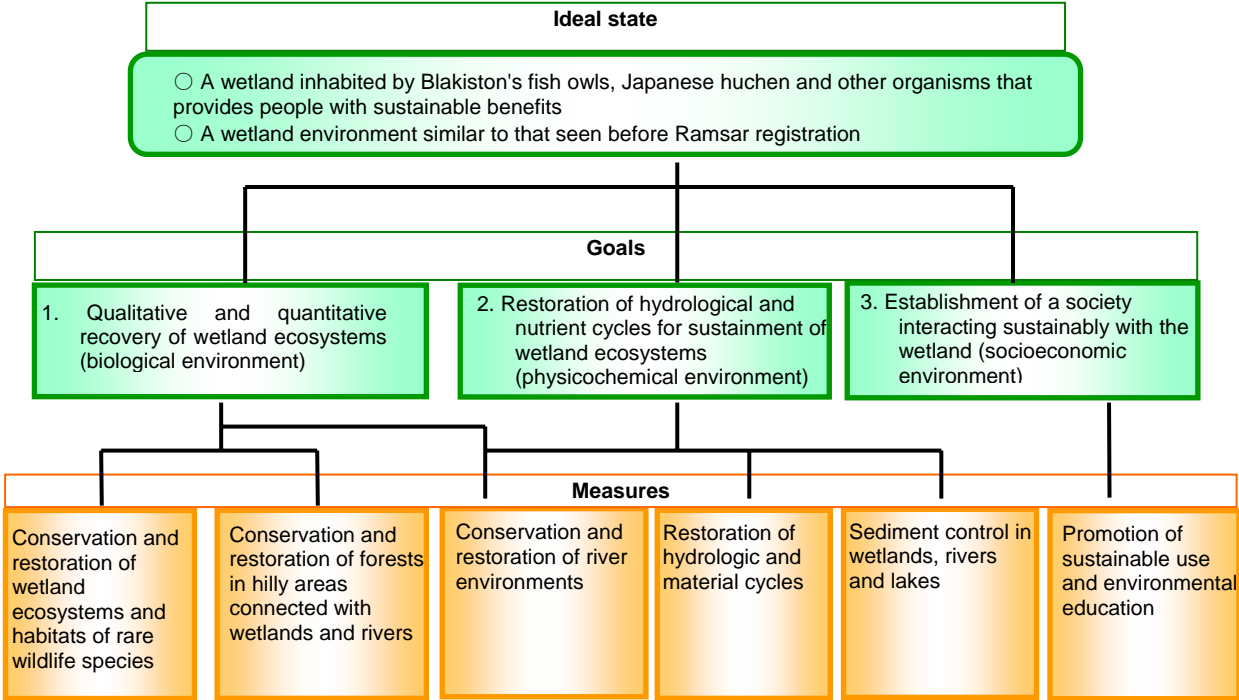 Ideal state
○ A wetland inhabited by Blakiston's fish owls, Japanese huchen and other organisms that
provides people with sustainable benefits
○ A wetland environment similar to that seen before Ramsar registration
Goals
1. Qualitative and quantitative
recovery of wetland ecosystems
(biological environment)
2. Restoration of hydrological and
nutrient cycles for sustainment of
wetland ecosystems
(physicochemical environment)
3. Establishment of a society
interacting sustainably with the
wetland (socioeconomic
environment)
Measures
Conservation and
restoration of
wetland
ecosystems and
habitats of rare
wildlife species
Conservation and
restoration of forests
in hilly areas
connected with
wetlands and rivers
Conservation and
restoration of river
environments
Restoration of
hydrologic and
material cycles
Sediment control in
wetlands, rivers
and lakes
Promotion of
sustainable use
and environmental
education